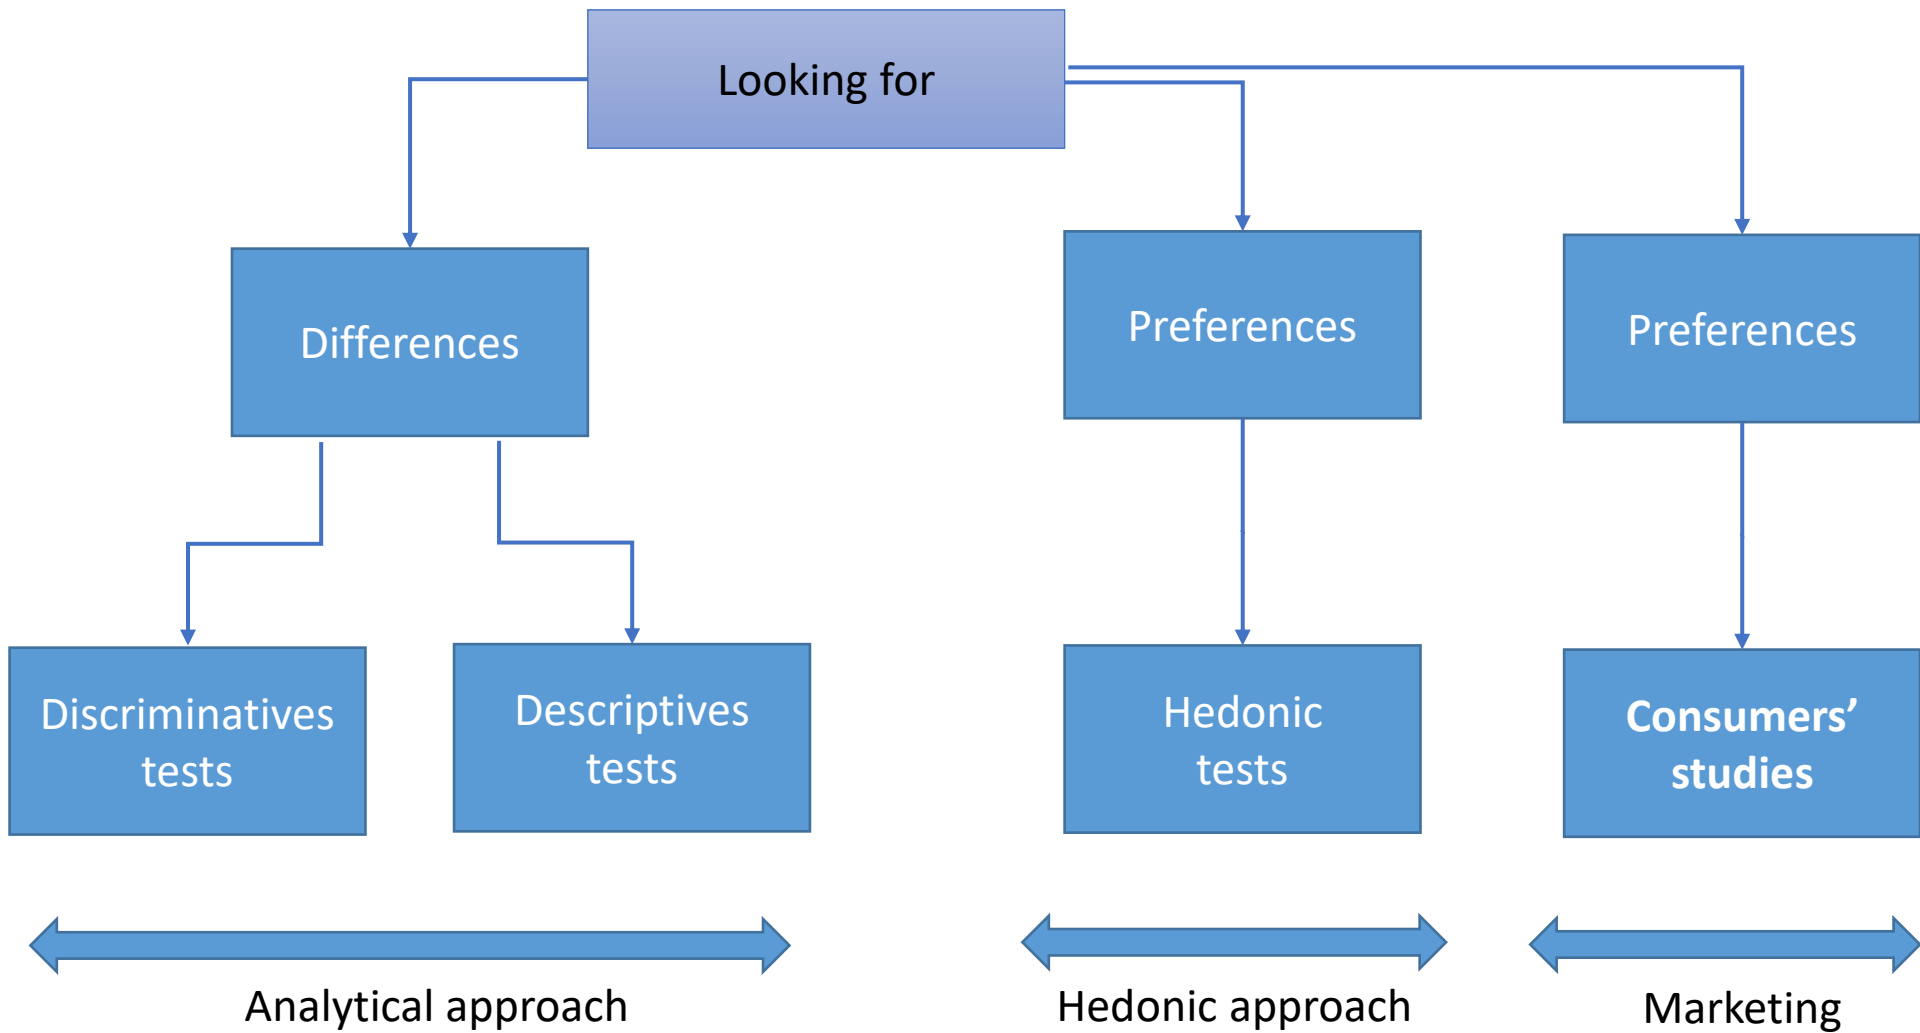 Looking for
Differences
Preferences
Preferences
Discriminatives
tests
Descriptives
tests
Hedonic
tests
Consumers’
studies
Analytical approach
Hedonic approach
Marketing